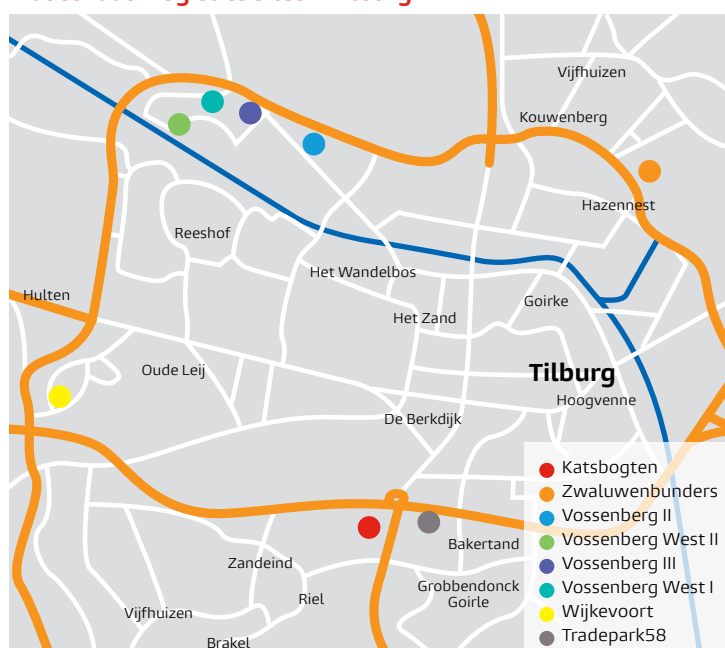 Vijfhuizen
Kouwenberg
Hazennest
Reeshof
Het Wandelbos
Hulten
Goirke
Het Zand
Oude Leij
Tilburg
Hoogvenne
De Berkdijk
Katsbogten
Zwaluwenbunders
Vossenberg II
Vossenberg West II
Vossenberg III
Vossenberg West I
Wijkevoort
Tradepark58
Bakertand
Zandeind
Grobbendonck
Goirle
Riel
Vijfhuizen
Brakel